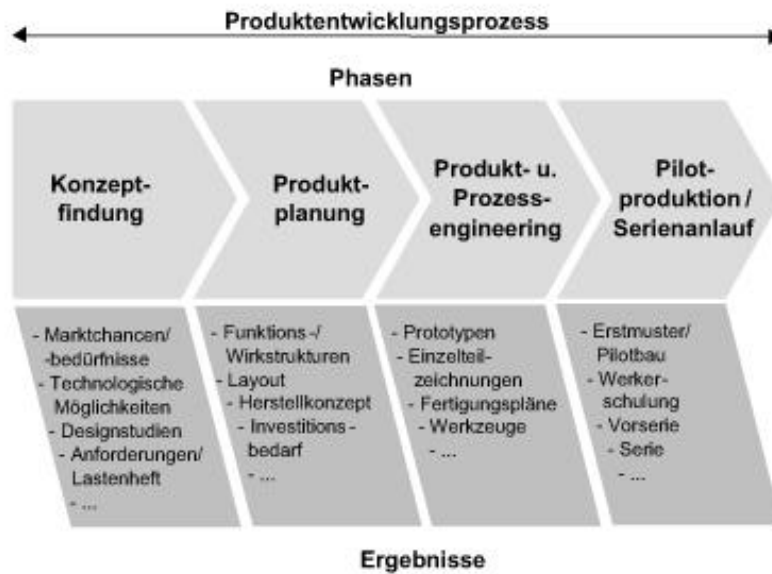 Produktentwicklungsprozess
Phasen
Konzept-
findung
Produkt-
planung
Produkt- u.
Prozess-
engineering
Pilot-
produktion /
Serienanlauf
- Marktchancen/
-bedürfnisse
- Technologische
Möglichkeiten
- Designstudien
- Anforderungen/
Lastenheft
- ...
- Funktions-/
Wirkstrukturen
- Layout
- Herstellkonzept
- Investitions-
bedarf
- ...
- Prototypen
- Einzelteil-
zeichnungen
- Fertigungspläne
- Werkzeuge
- ...
- Erstmuster/
Pilotbau
- Werker-
schulung
- Vorserie
- Serie
- ...
Ergebnisse